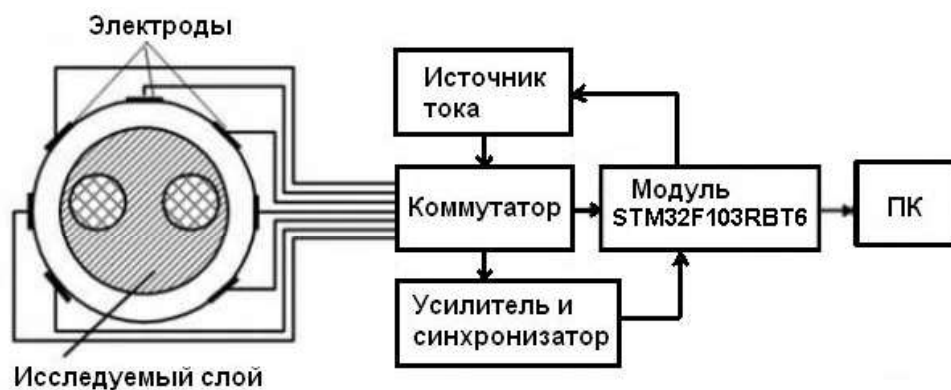 Электроды
Источник
тока
Коммутатор
Модуль
STM32F103RBT6
ПК
Усилитель и
синхронизатор
Исследуемый слой